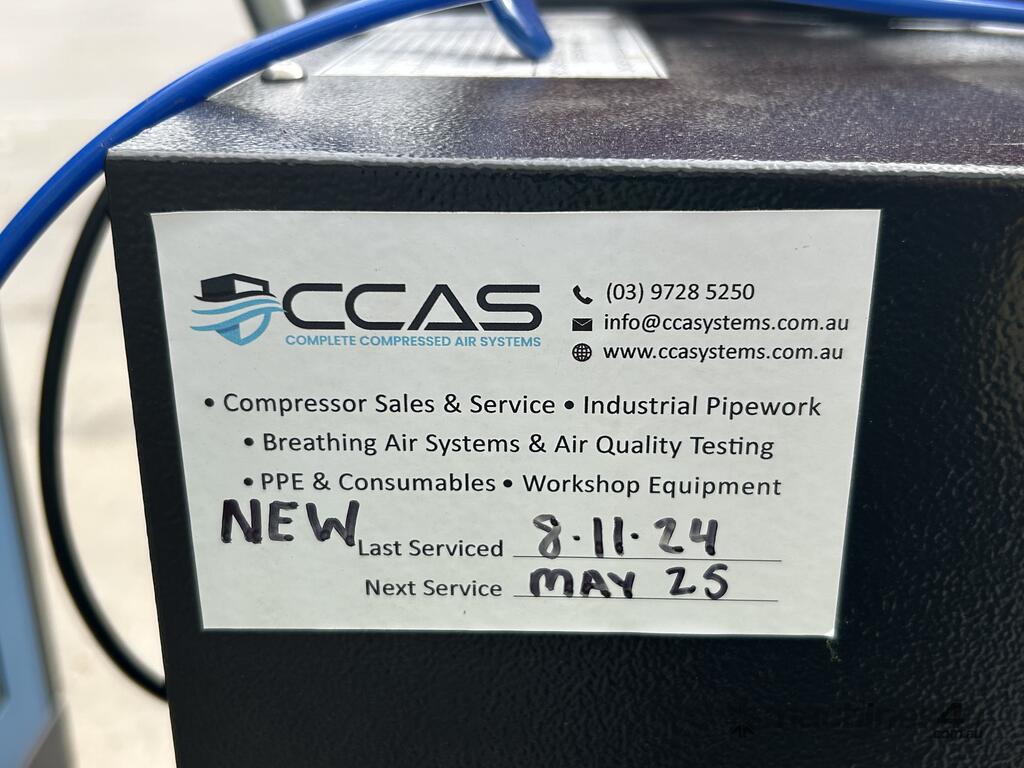 CCAS
COMPLETE COMPRESSED AIR SYSTEMS
(03) 9728 5250
info@ccasystems.com.au
www.ccasystems.com.au
• Compressor Sales & Service • Industrial Pipework
• Breathing Air Systems & Air Quality Testing
• PPE & Consumables • Workshop Equipment
NEW
Last Serviced 8.11.24
Next Service MAY 25